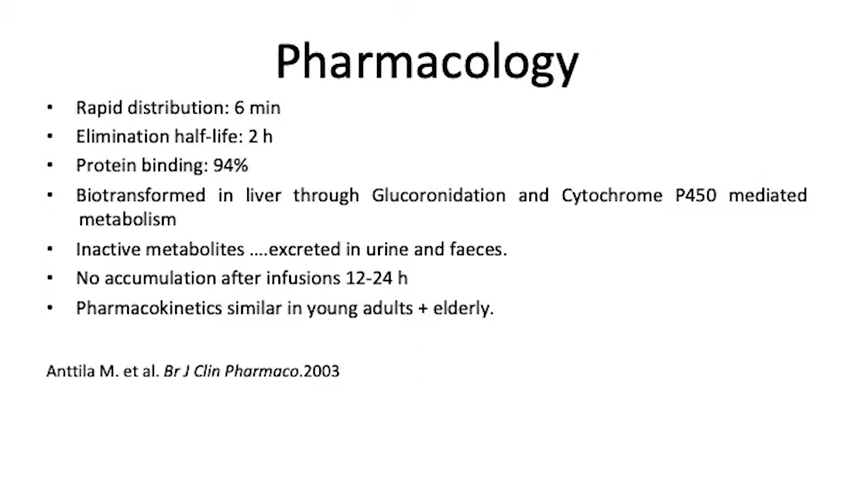 Pharmacology
• Rapid distribution: 6 min
• Elimination half-life: 2 h
• Protein binding: 94%
• Biotransformed in liver through Glucoronidation and Cytochrome P450 mediated
metabolism
• Inactive metabolites ....excreted in urine and faeces.
• No accumulation after infusions 12-24 h
• Pharmacokinetics similar in young adults + elderly.
Anttila M. et al. Br J Clin Pharmaco.2003